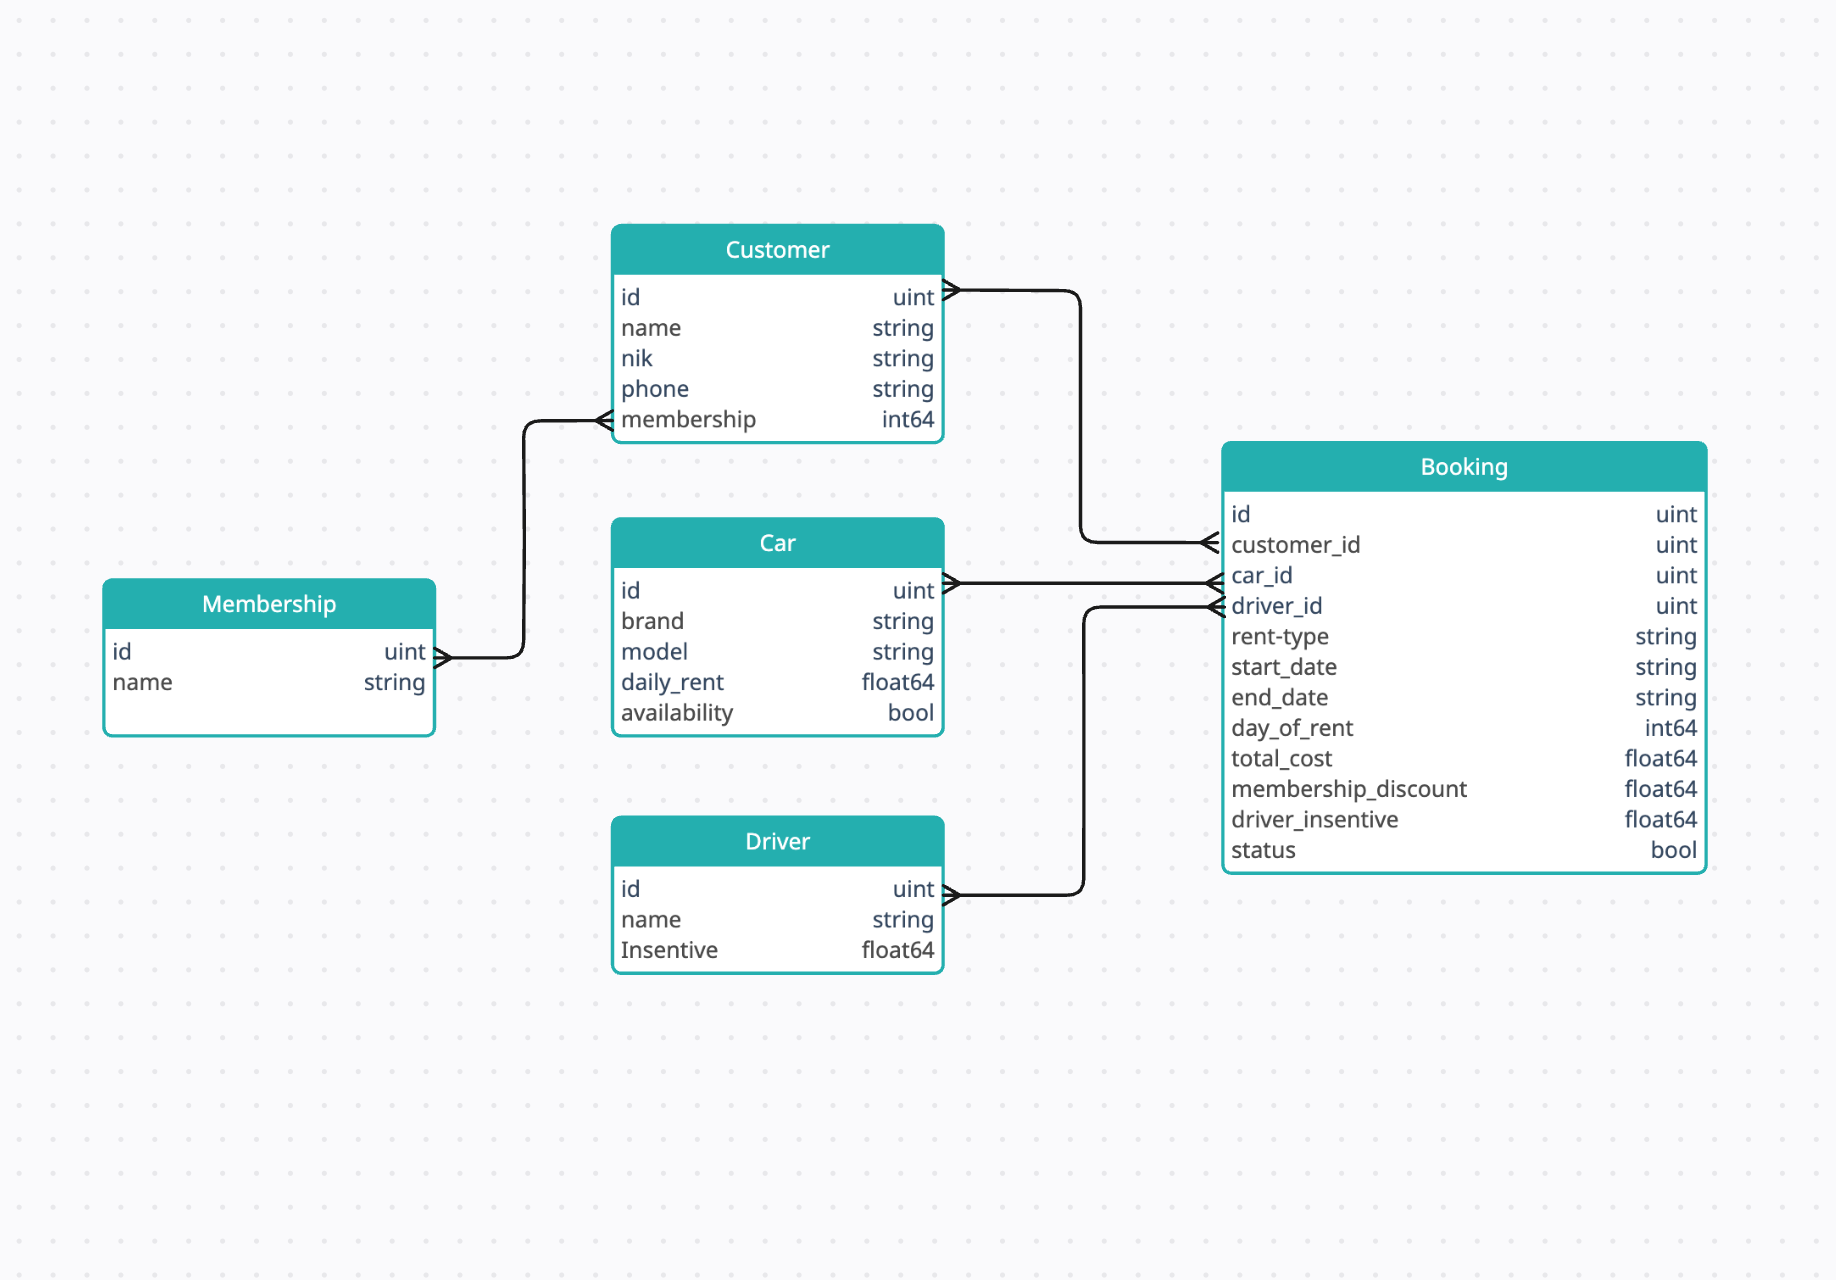 Customer
id uint
name string
nik string
phone string
membership int64
Car
id uint
brand string
model string
daily_rent float64
availability bool
Membership
id uint
name string
Driver
id uint
name string
Insentive float64
Booking
id uint
customer_id uint
car_id uint
driver_id uint
rent-type string
start_date string
end_date string
day_of_rent int64
total_cost float64
membership_discount float64
driver_insentive float64
status bool